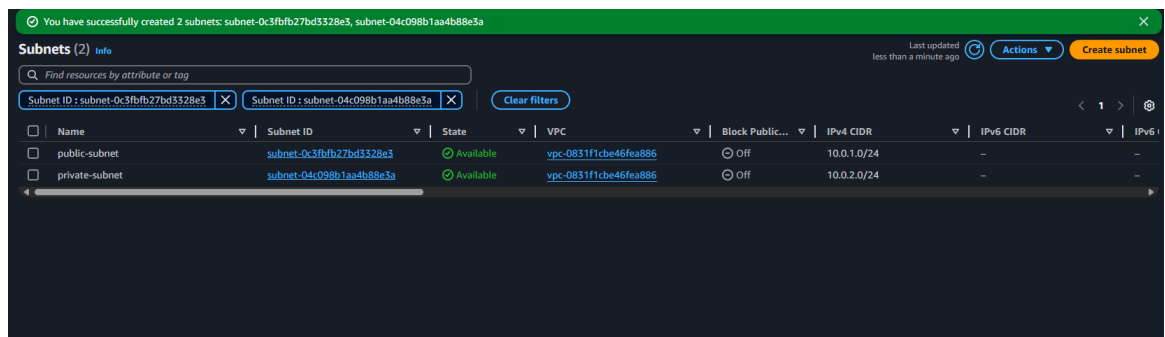 You have successfully created 2 subnets: subnet-0c3fbfb27bd3328e3, subnet-04c098b1aa4b88e3a
Subnets (2) Info
Last updated
less than a minute ago
Actions
Create subnet
Find resources by attribute or tag
Subnet ID : subnet-0c3fbfb27bd3328e3
Subnet ID : subnet-04c098b1aa4b88e3a
Clear filters
1
Name Subnet ID State VPC Block Public... IPv4 CIDR IPv6 CIDR IPv6
public-subnet subnet-0c3fbfb27bd3328e3 Available vpc-0831f1cbe46fea886 Off 10.0.1.0/24 – –
private-subnet subnet-04c098b1aa4b88e3a Available vpc-0831f1cbe46fea886 Off 10.0.2.0/24 – –